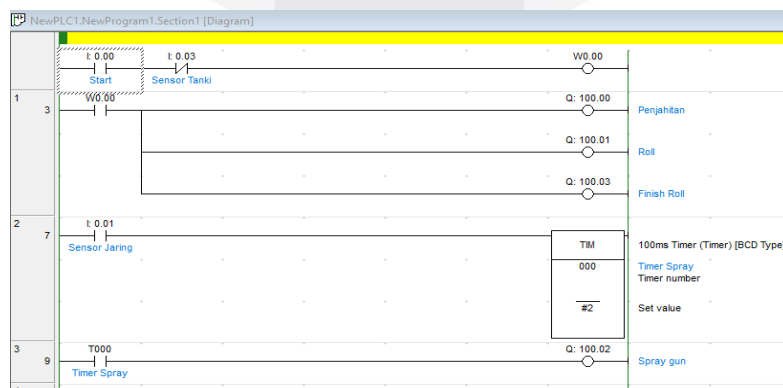 NewPLC1.NewProgram1.Section1 [Diagram]
I: 0.00 I: 0.03 W0.00
Start Sensor Tanki
1 W0.00 Q: 100.00
3 Penjahitan
Q: 100.01
Roll
Q: 100.03
Finish Roll
2 I: 0.01
7 TIM 100ms Timer (Timer) [BCD Type
Sensor Jaring
000 Timer Spray
Timer number
#2 Set value
3 T000 Q: 100.02
9 Spray gun
Timer Spray